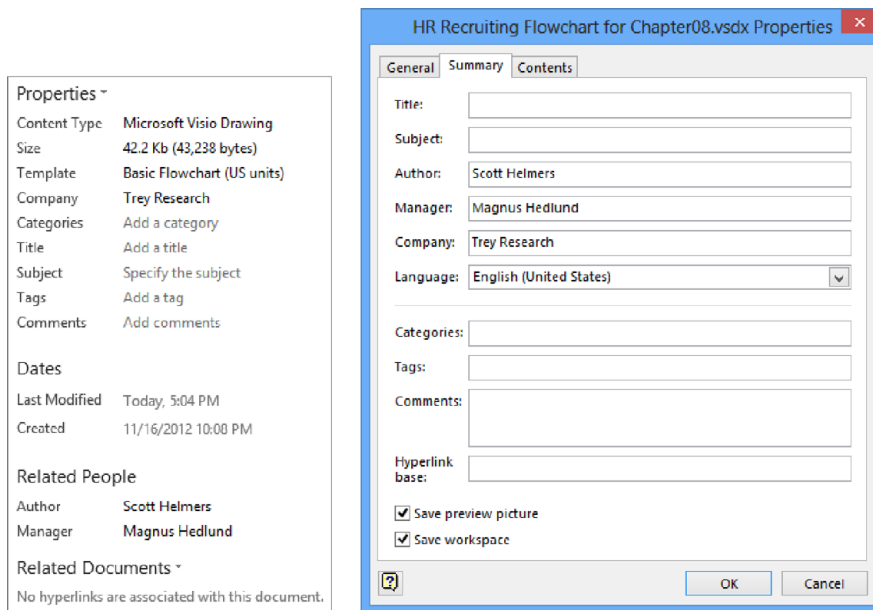 Properties
Content Type Microsoft Visio Drawing
Size 42.2 Kb (43,238 bytes)
Template Basic Flowchart (US units)
Company Trey Research
Categories Add a category
Title Add a title
Subject Specify the subject
Tags Add a tag
Comments Add comments
Dates
Last Modified Today, 5:04 PM
Created 11/16/2012 10:08 PM
Related People
Author Scott Helmers
Manager Magnus Hedlund
Related Documents
No hyperlinks are associated with this document.
HR Recruiting Flowchart for Chapter08.vsdx Properties
General Summary Contents
Title:
Subject:
Author: Scott Helmers
Manager: Magnus Hedlund
Company: Trey Research
Language: English (United States)
Categories:
Tags:
Comments:
Hyperlink
base:
Save preview picture
Save workspace
OK Cancel